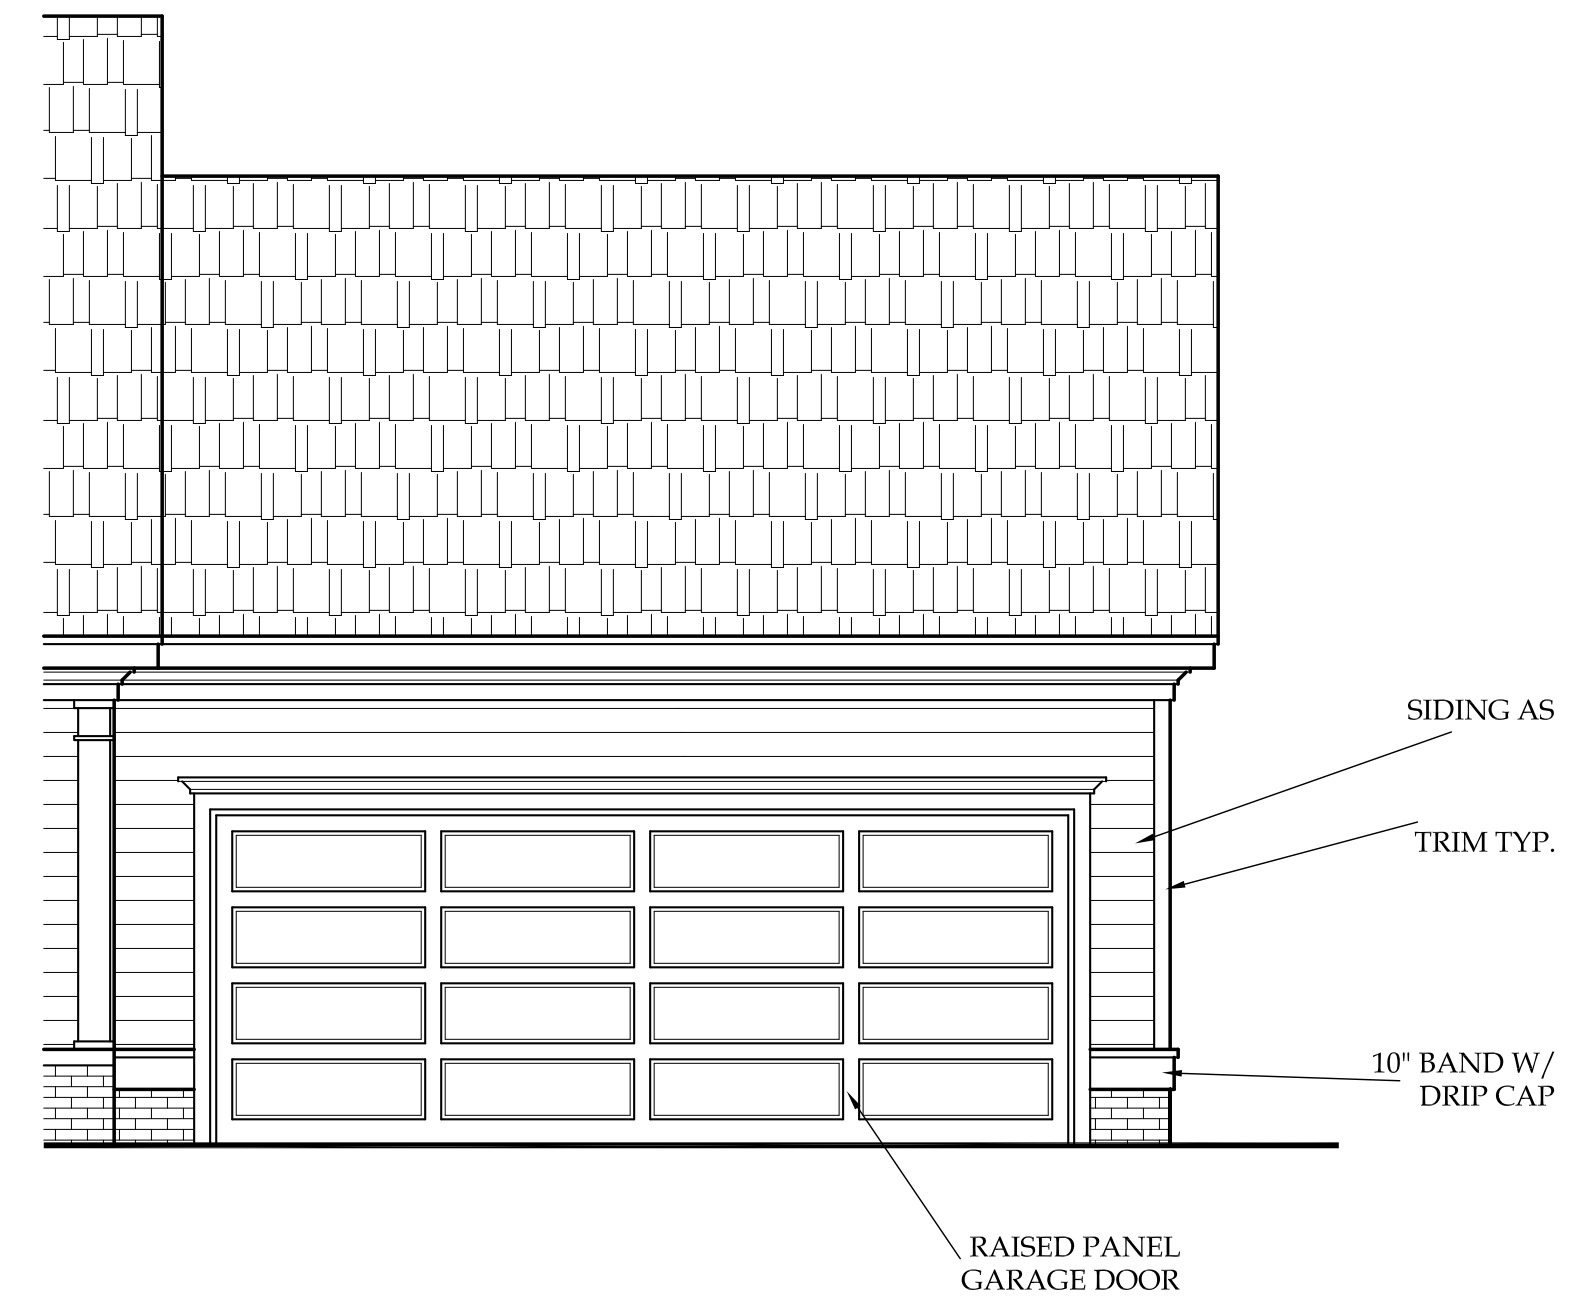 SIDING AS
TRIM TYP.
10" BAND W/
DRIP CAP
RAISED PANEL
GARAGE DOOR